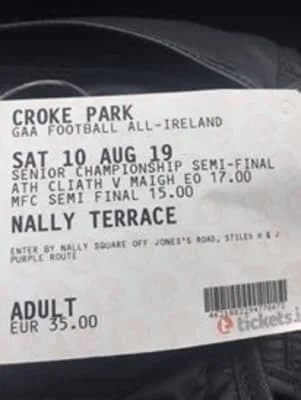 CROKE PARK
GAA FOOTBALL ALL-IRELAND
SAT 10 AUG 19
SENIOR CHAMPIONSHIP SEMI-FINAL
ATH CLIATH V MAIGH EO 17.00
MFC SEMI FINAL 15.00
NALLY TERRACE
ENTER BY NALLY SQUARE OFF JONES'S ROAD, STILES H & J
PURPLE ROUTE
ADULT
EUR 35.00
tickets.i